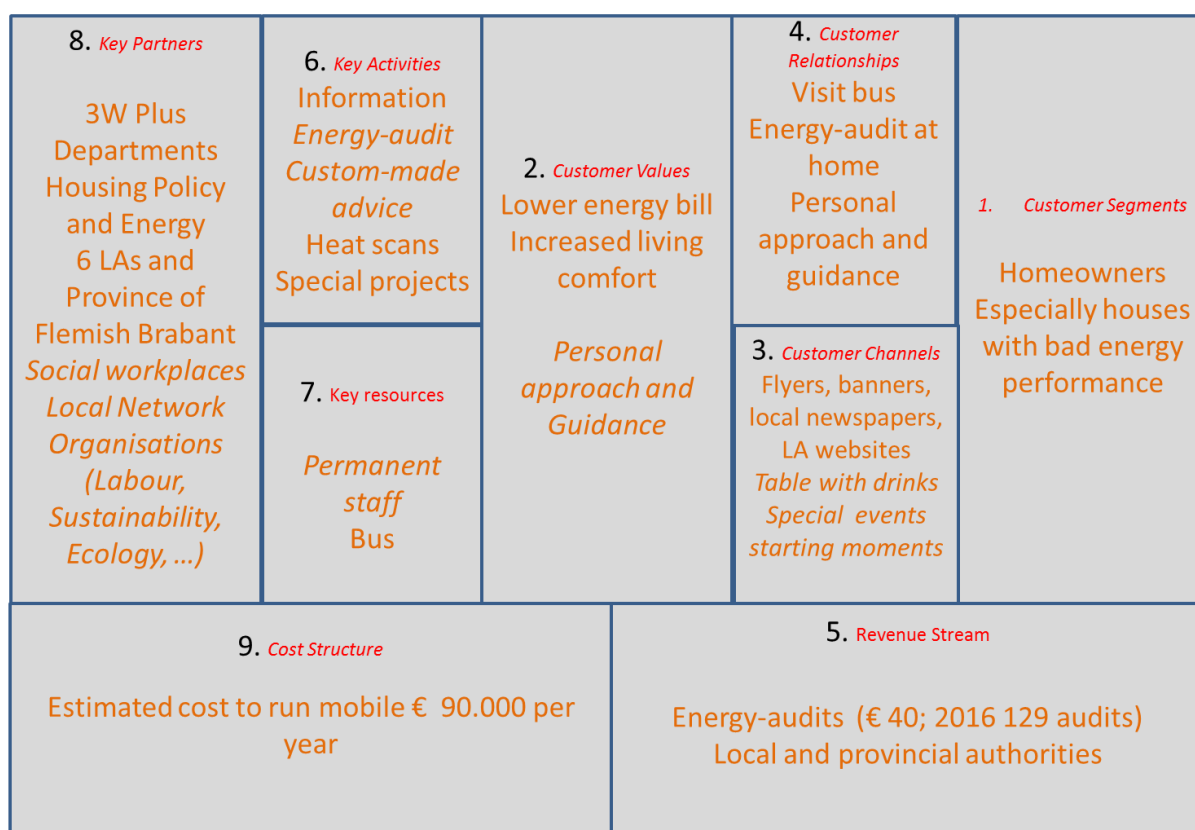 8. Key Partners
3W Plus
Departments
Housing Policy
and Energy
6 LAs and
Province of
Flemish Brabant
Social workplaces
Local Network
Organisations
(Labour,
Sustainability,
Ecology, ...)
6. Key Activities
Information
Energy-audit
Custom-made
advice
Heat scans
Special projects
7. Key resources
Permanent
staff
Bus
2. Customer Values
Lower energy bill
Increased living
comfort
Personal
approach and
Guidance
4. Customer
Relationships
Visit bus
Energy-audit at
home
Personal
approach and
guidance
3. Customer Channels
Flyers, banners,
local newspapers,
LA websites
Table with drinks
Special events
starting moments
1. Customer Segments
Homeowners
Especially houses
with bad energy
performance
9. Cost Structure
Estimated cost to run mobile € 90.000 per
year
5. Revenue Stream
Energy-audits (€ 40; 2016 129 audits)
Local and provincial authorities